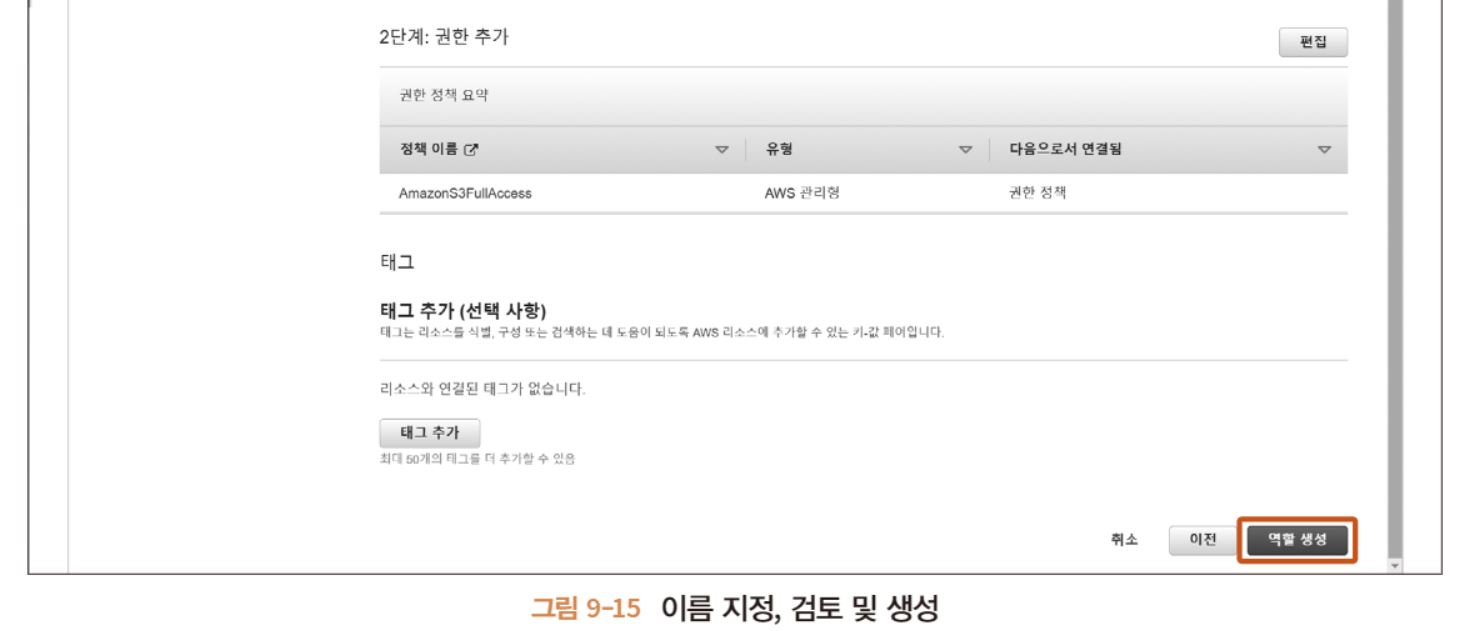 2단계: 권한 추가
편집
권한 정책 요약
정책 이름 유형 다음으로서 연결됨
AmazonS3FullAccess AWS 관리형 권한 정책
태그
태그 추가 (선택 사항)
태그는 리소스를 식별, 구성 또는 검색하는 데 도움이 되도록 AWS 리소스에 추가할 수 있는 키-값 페어입니다.
리소스와 연결된 태그가 없습니다.
태그 추가
최대 50개의 태그를 더 추가할 수 있음
취소 이전 역할 생성
그림 9-15 이름 지정, 검토 및 생성